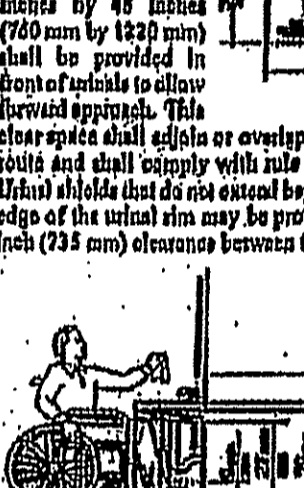 inches by 48 inches
(760 mm by 1220 mm)
shall be provided in
front of urinals to allow
forward approach. This
clear space shall adjoin or overlap
route and shall comply with rule
Urinal shields that do not extend be
edge of the urinal rim may be pro
inch (735 mm) clearance between t